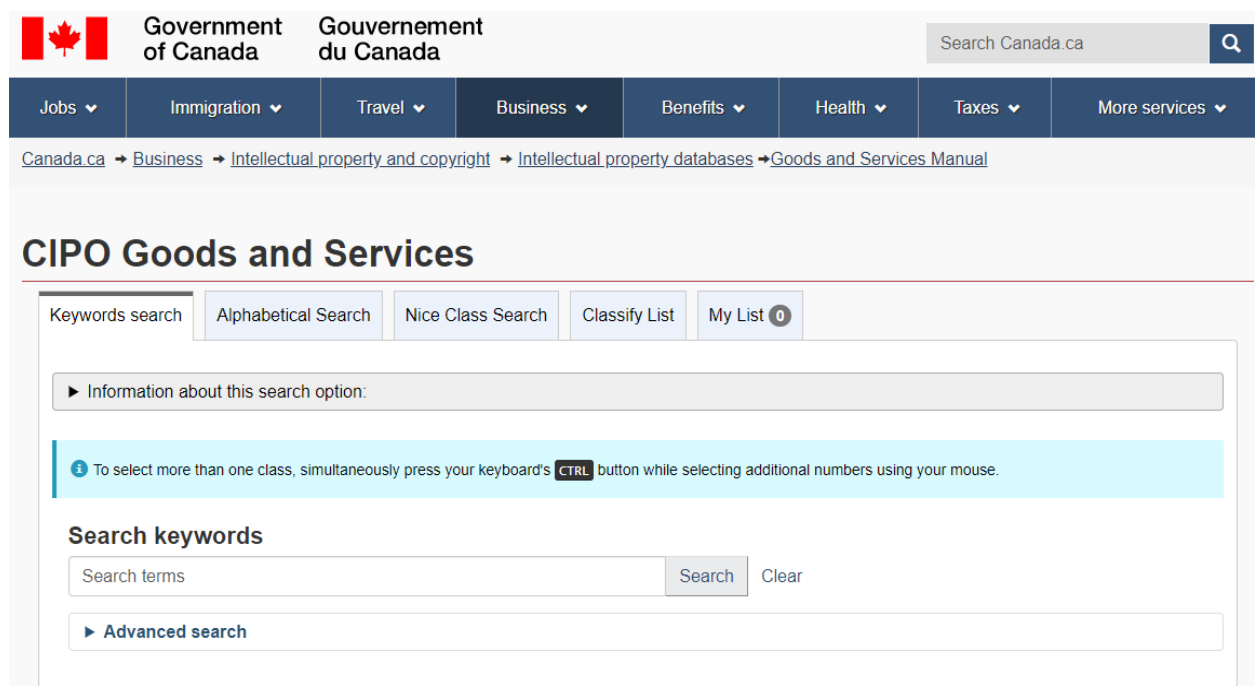 Government of Canada
Gouvernement du Canada
Search Canada.ca
Jobs Immigration Travel Business Benefits Health Taxes More services
Canada.ca → Business → Intellectual property and copyright → Intellectual property databases →Goods and Services Manual
CIPO Goods and Services
Keywords search Alphabetical Search Nice Class Search Classify List My List 0
Information about this search option:
To select more than one class, simultaneously press your keyboard's CTRL button while selecting additional numbers using your mouse.
Search keywords
Search terms Search Clear
Advanced search